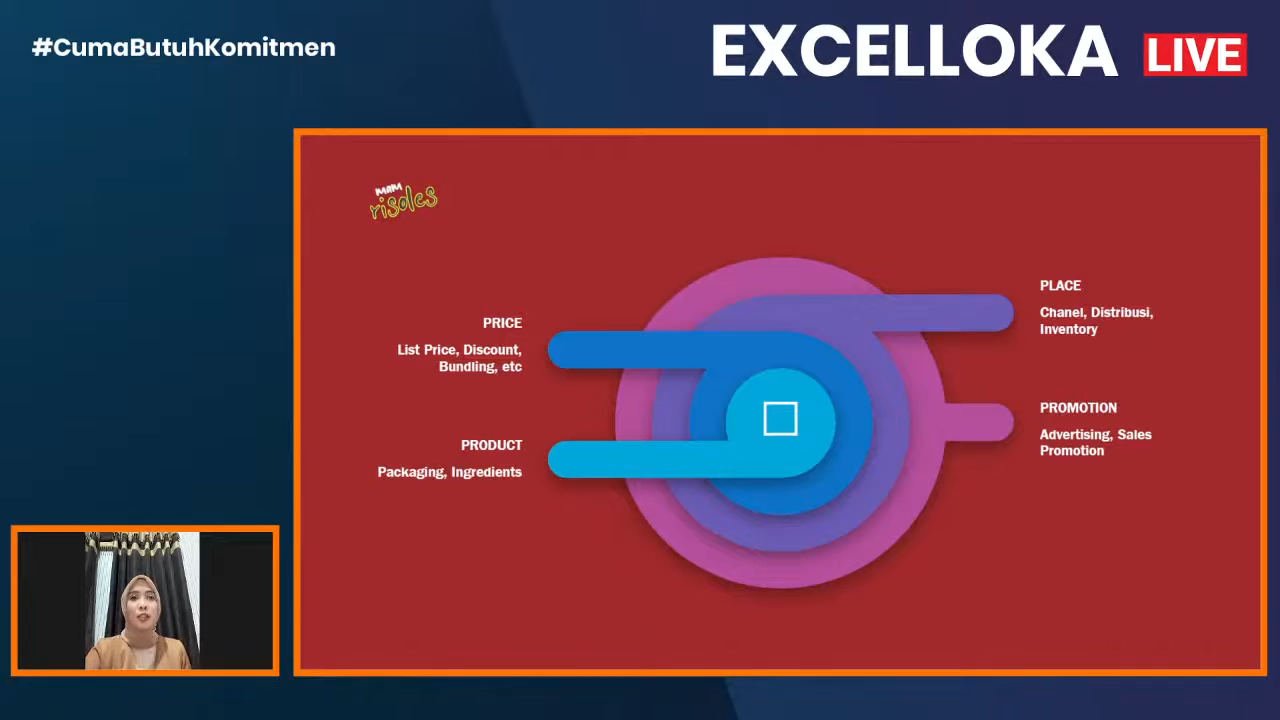 #CumaButuhKomitmen
EXCELLOKA LIVE
MAM
risoles
PRICE
List Price, Discount,
Bundling, etc
PRODUCT
Packaging, Ingredients
PLACE
Chanel, Distribusi,
Inventory
PROMOTION
Advertising, Sales
Promotion